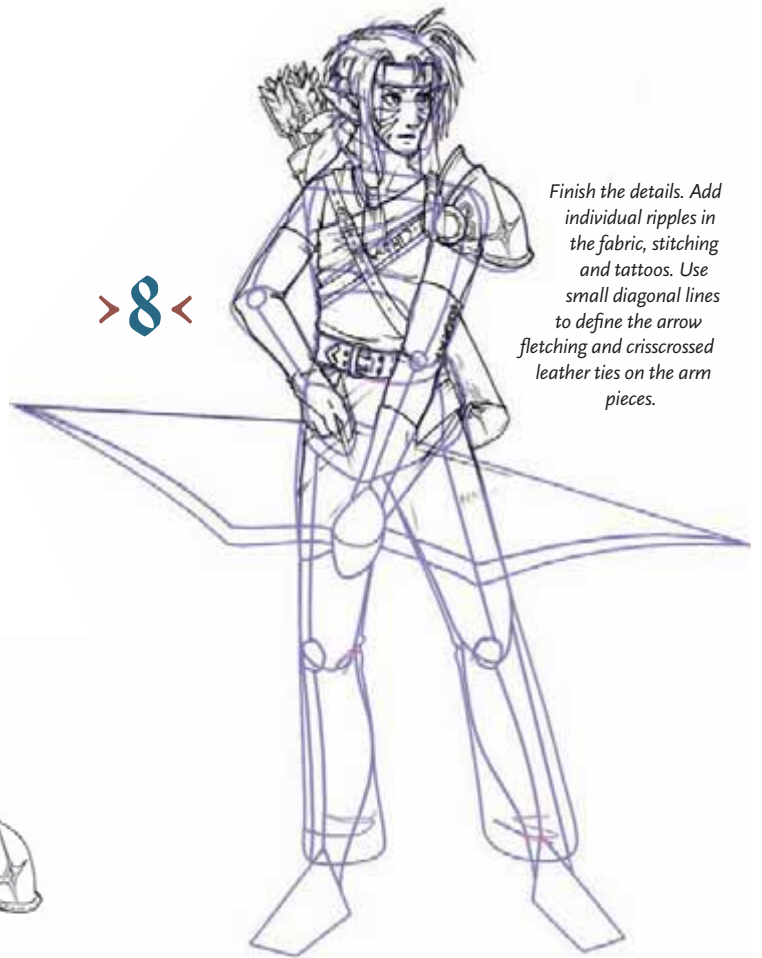 > 8 <
Finish the details. Add
individual ripples in
the fabric, stitching
and tattoos. Use
small diagonal lines
to define the arrow
fletching and crisscrossed
leather ties on the arm
pieces.